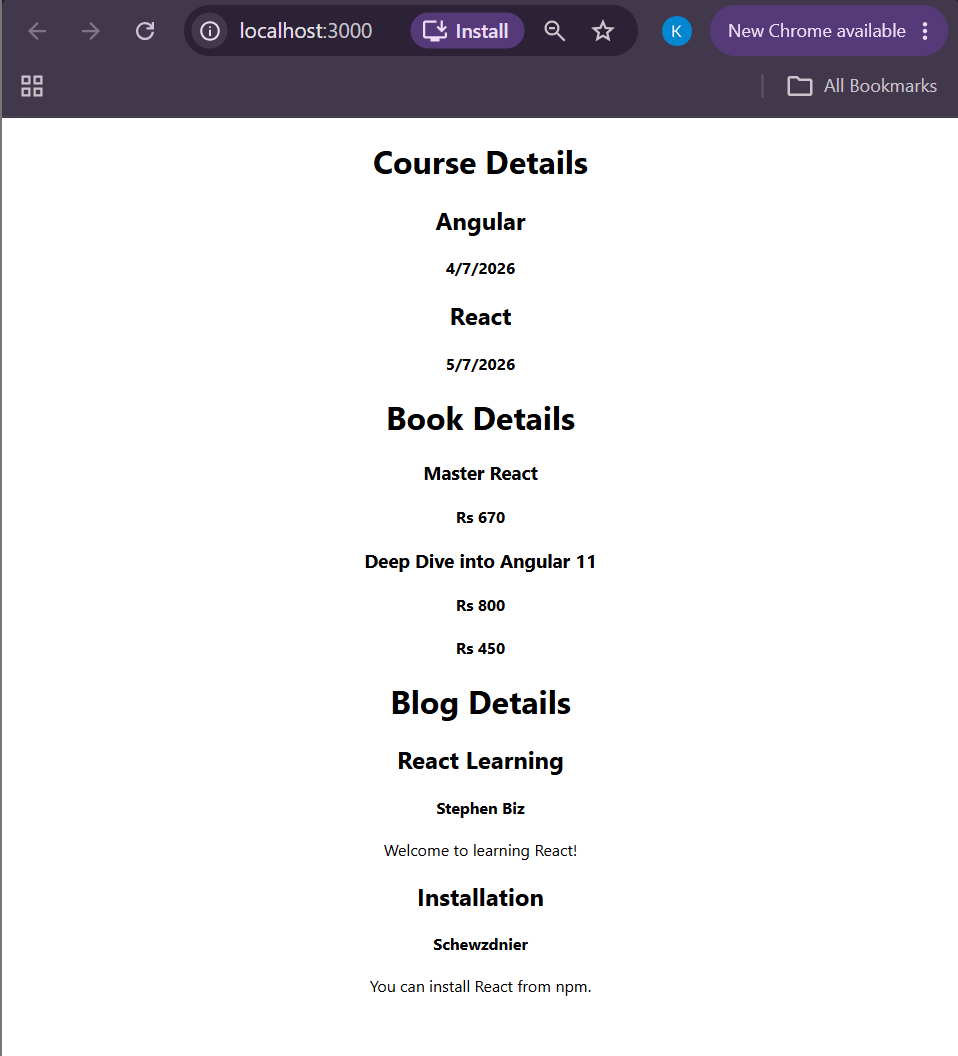 localhost:3000
Install
K
New Chrome available
All Bookmarks
Course Details
Angular
4/7/2026
React
5/7/2026
Book Details
Master React
Rs 670
Deep Dive into Angular 11
Rs 800
Rs 450
Blog Details
React Learning
Stephen Biz
Welcome to learning React!
Installation
Schewzdnier
You can install React from npm.